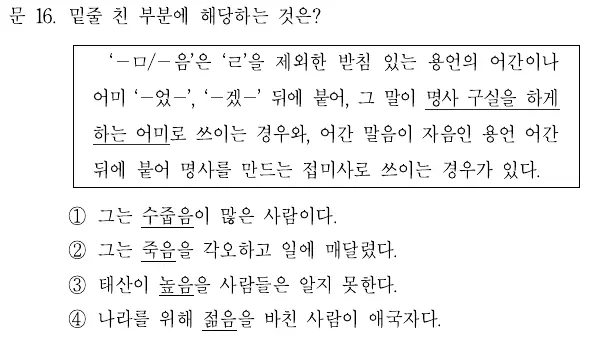 문 16. 밑줄 친 부분에 해당하는 것은?
‘-ㅁ/-음’은 ‘ㄹ’을 제외한 받침 있는 용언의 어간이나
어미 ‘-었-’, ‘-겠-’ 뒤에 붙어, 그 말이 명사 구실을 하게
하는 어미로 쓰이는 경우와, 어간 말음이 자음인 용언 어간
뒤에 붙어 명사를 만드는 접미사로 쓰이는 경우가 있다.
① 그는 수줍음이 많은 사람이다.
② 그는 죽음을 각오하고 일에 매달렸다.
③ 태산이 높음을 사람들은 알지 못한다.
④ 나라를 위해 젊음을 바친 사람이 애국자다.